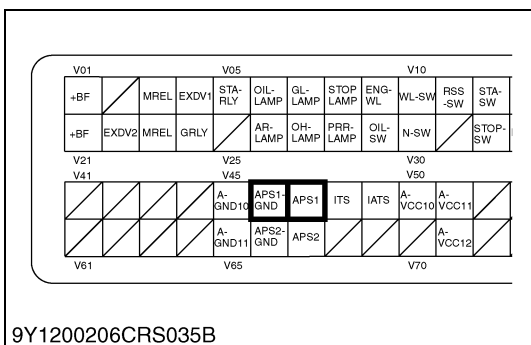 V01 V05 V10
+BF MREL EXDV1 STA-RLY OIL-LAMP GL-LAMP STOP LAMP ENG-WL WL-SW RSS-SW STA-SW
+BF EXDV2 MREL GRLY AR-LAMP OH-LAMP PRR-LAMP OIL-SW N-SW STOP-SW
V21 V25 V30
V41 V45 V50
A-GND10 APS1-GND APS1 ITS IATS A-VCC10 A-VCC11
A-GND11 APS2-GND APS2 A-VCC12
V61 V65 V70
9Y1200206CRS035B